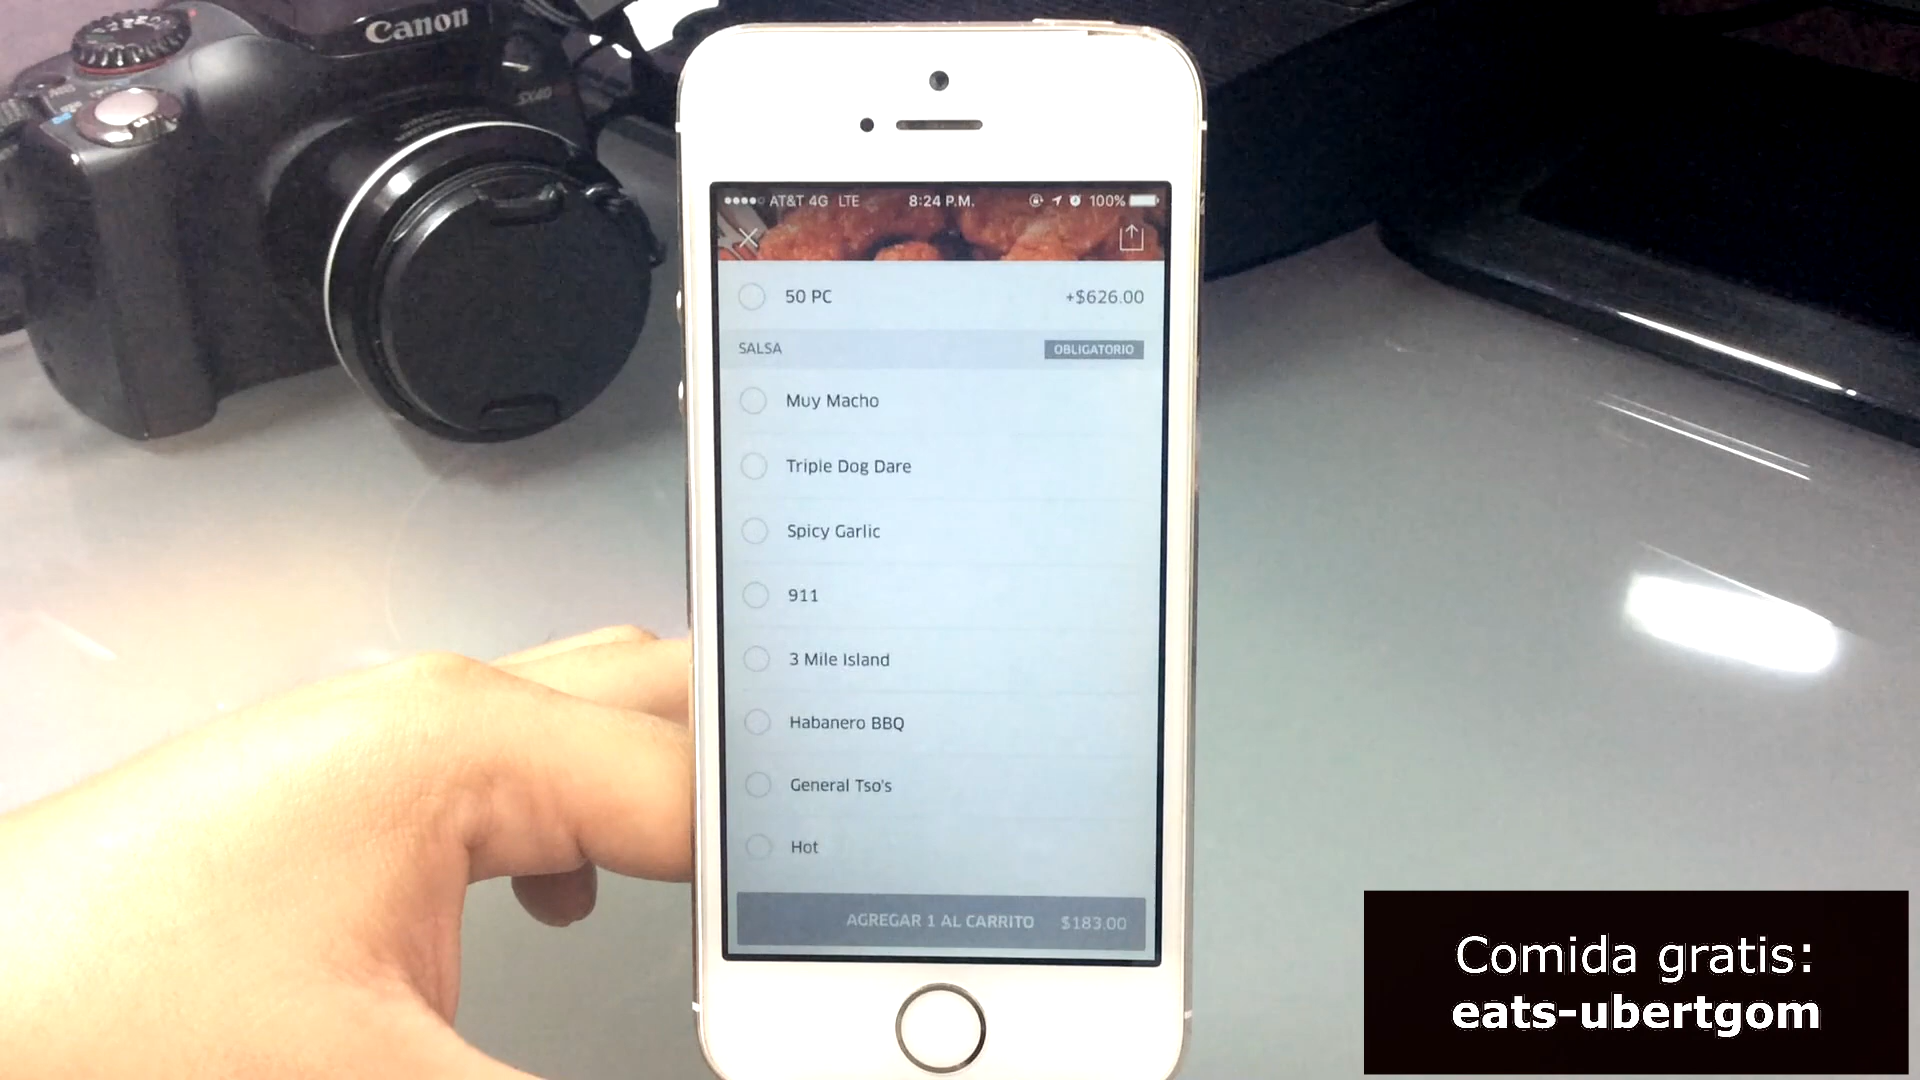 Canon
SX40
AT&T 4G LTE 8:24 P.M. 100%
50 PC +$626.00
SALSA OBLIGATORIO
Muy Macho
Triple Dog Dare
Spicy Garlic
911
3 Mile Island
Habanero BBQ
General Tso's
Hot
AGREGAR 1 AL CARRITO $183.00
Comida gratis:
eats-ubertgom